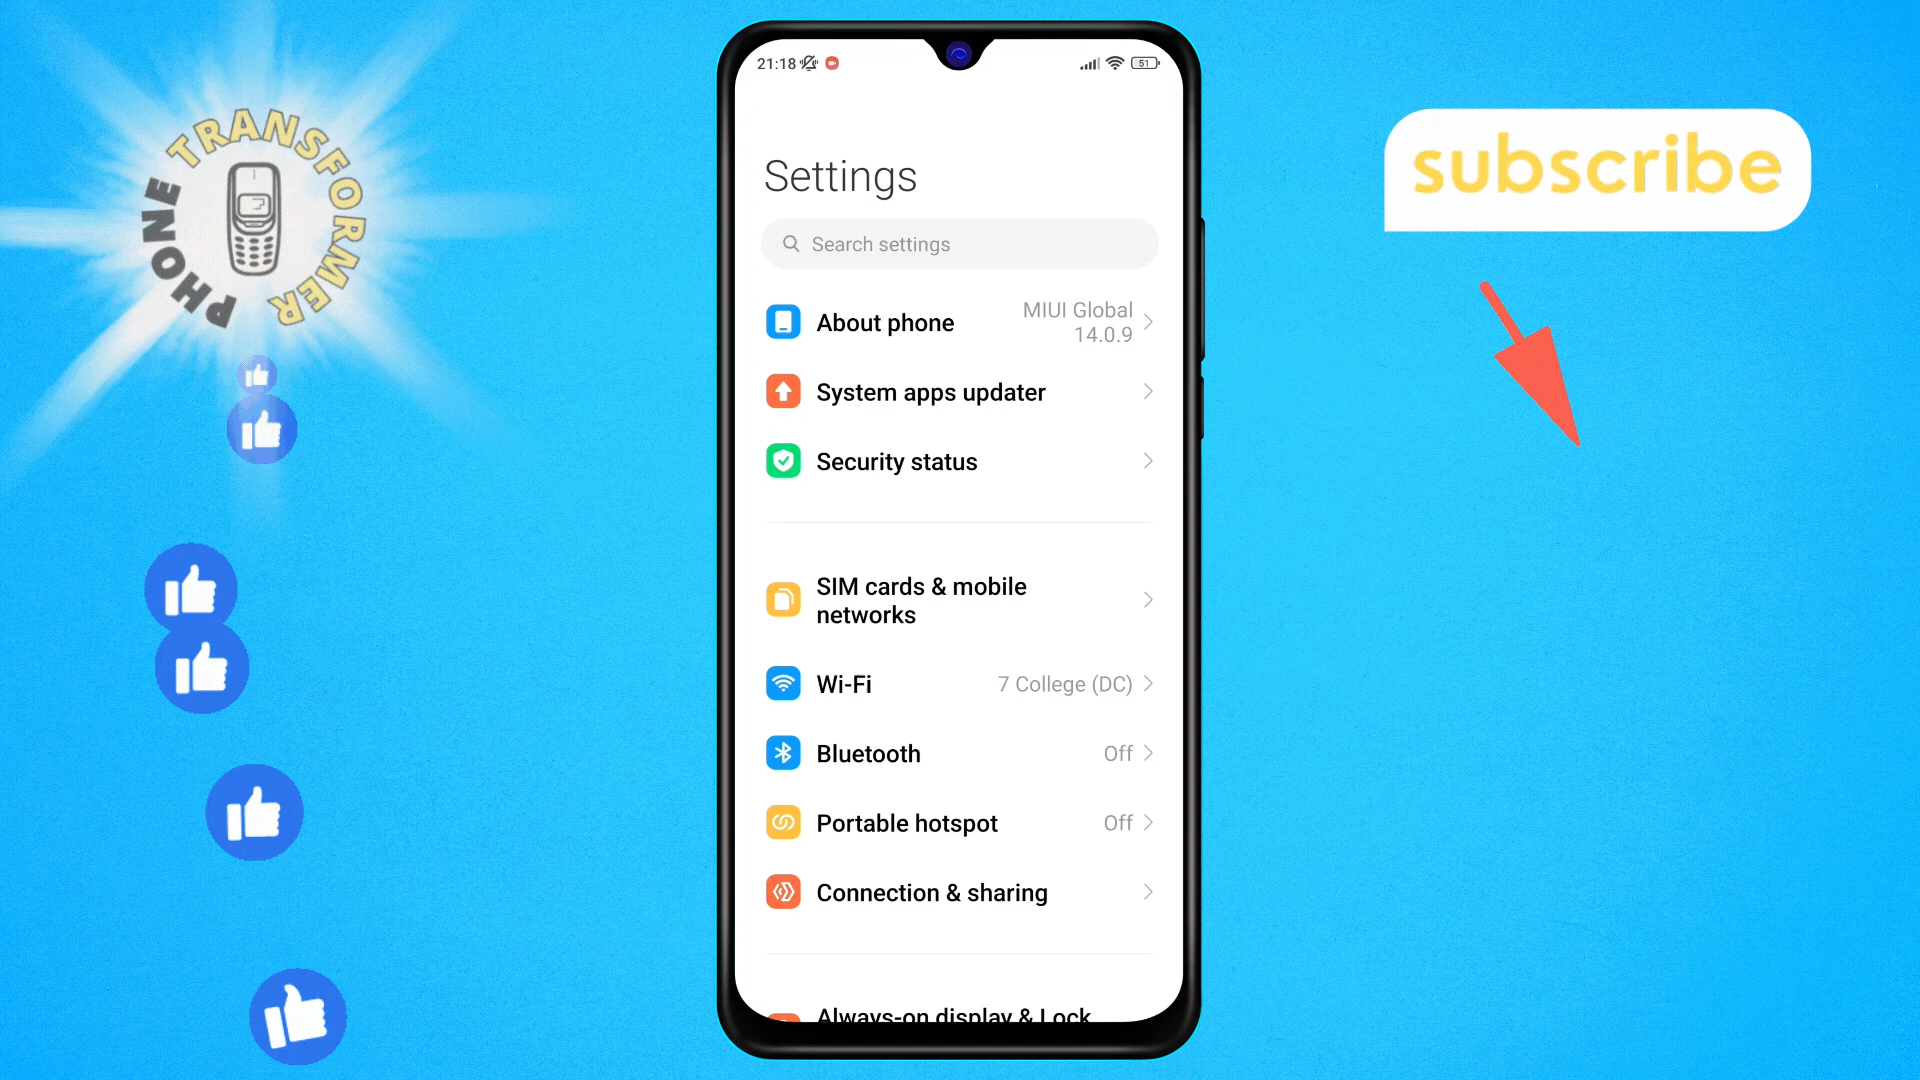 PHONE TRANSFORMER
subscribe
21:18
51
Settings
Search settings
About phone
MIUI Global
14.0.9
System apps updater
Security status
SIM cards & mobile
networks
Wi-Fi
7 College (DC)
Bluetooth
Off
Portable hotspot
Off
Connection & sharing
Always-on display & Lock